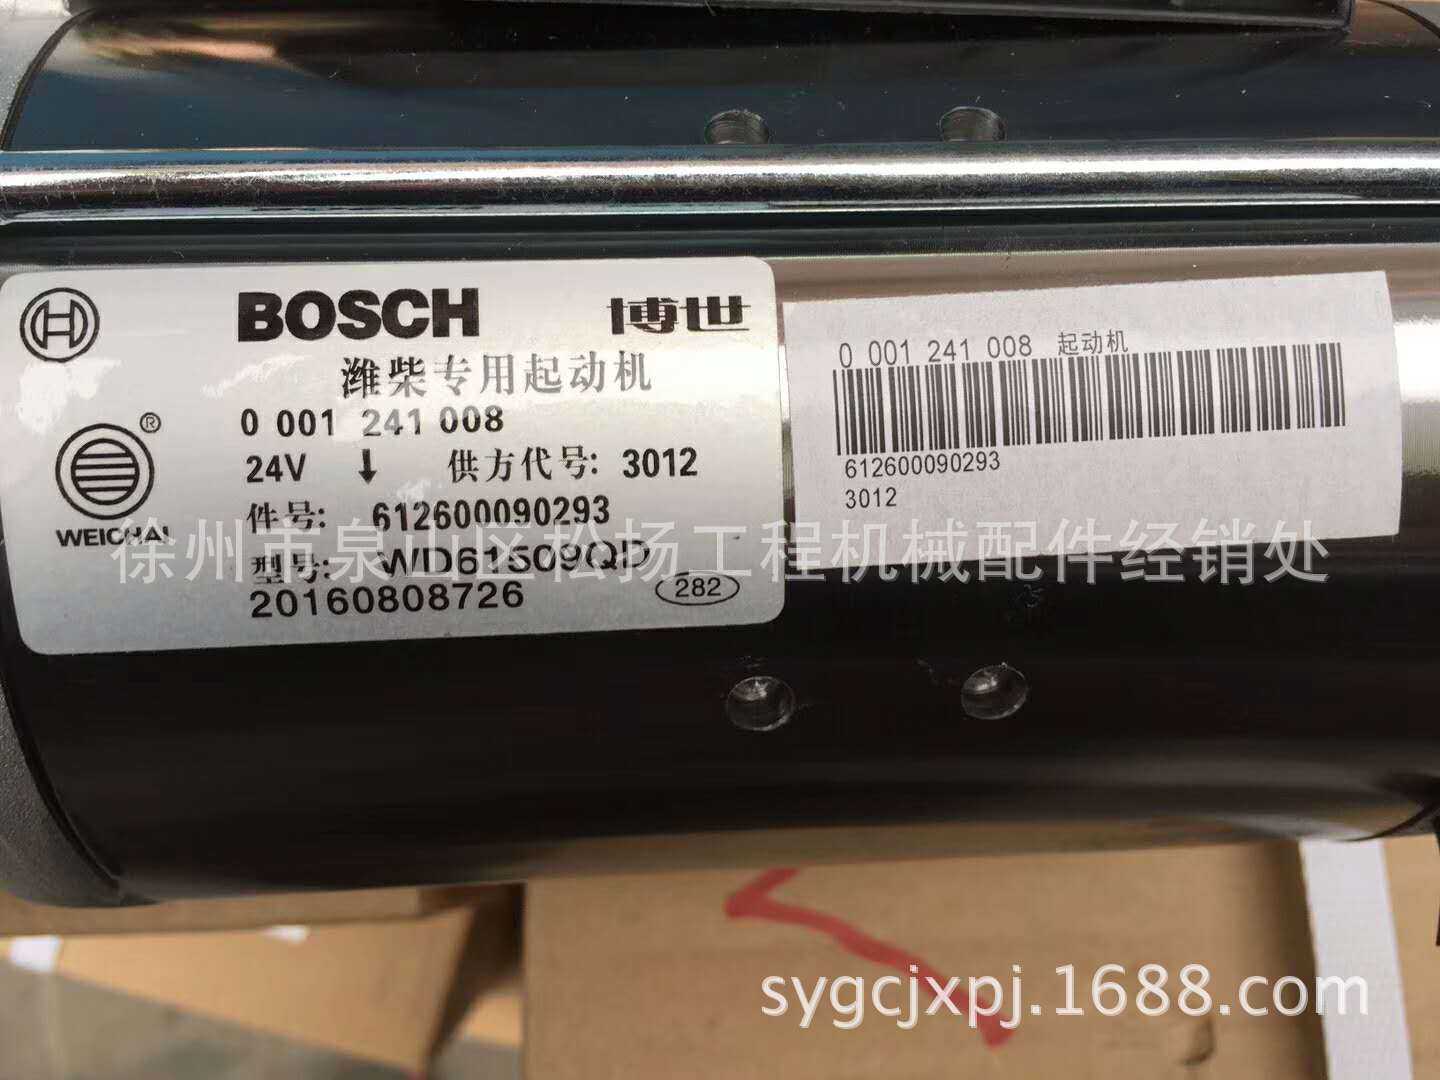 BOSCH 博世
潍柴专用起动机
0 001 241 008
24V 供方代号: 3012
件号: 612600090293
型号: WD61509QD
20160808726
282
H
®
WEICHAI
0 001 241 008 起动机
612600090293
3012
徐州市泉山区松扬工程机械配件经销处
sygcjxpj.1688.com